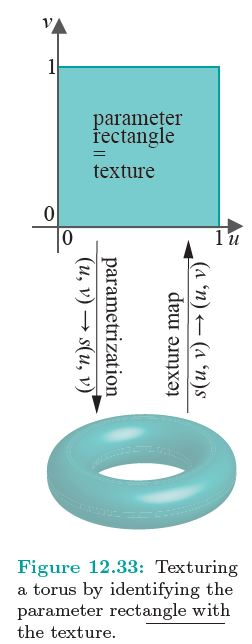 v
1
parameter
rectangle
=
texture
0
0
1 u
parametrization
(u, v) → s(u, v)
texture map
s(u, v) → (u, v)
Figure 12.33: Texturing
a torus by identifying the
parameter rectangle with
the texture.